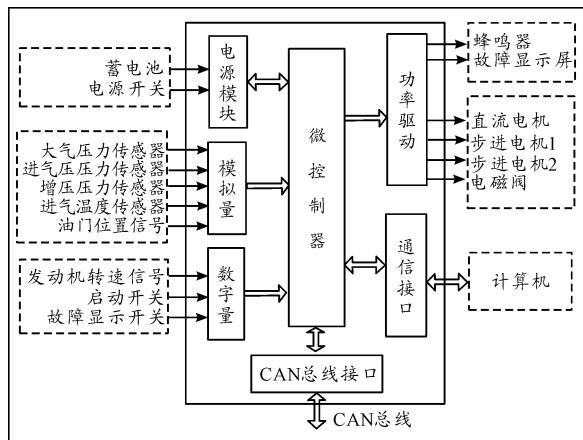 蓄电池
电源开关
大气压力传感器
进气压压力传感器
增压压力传感器
进气温度传感器
油门位置信号
发动机转速信号
启动开关
故障显示开关
电源模块
模拟量
数字量
微控制器
功率驱动
通信接口
CAN总线接口
CAN总线
蜂鸣器
故障显示屏
直流电机
步进电机1
步进电机2
电磁阀
计算机